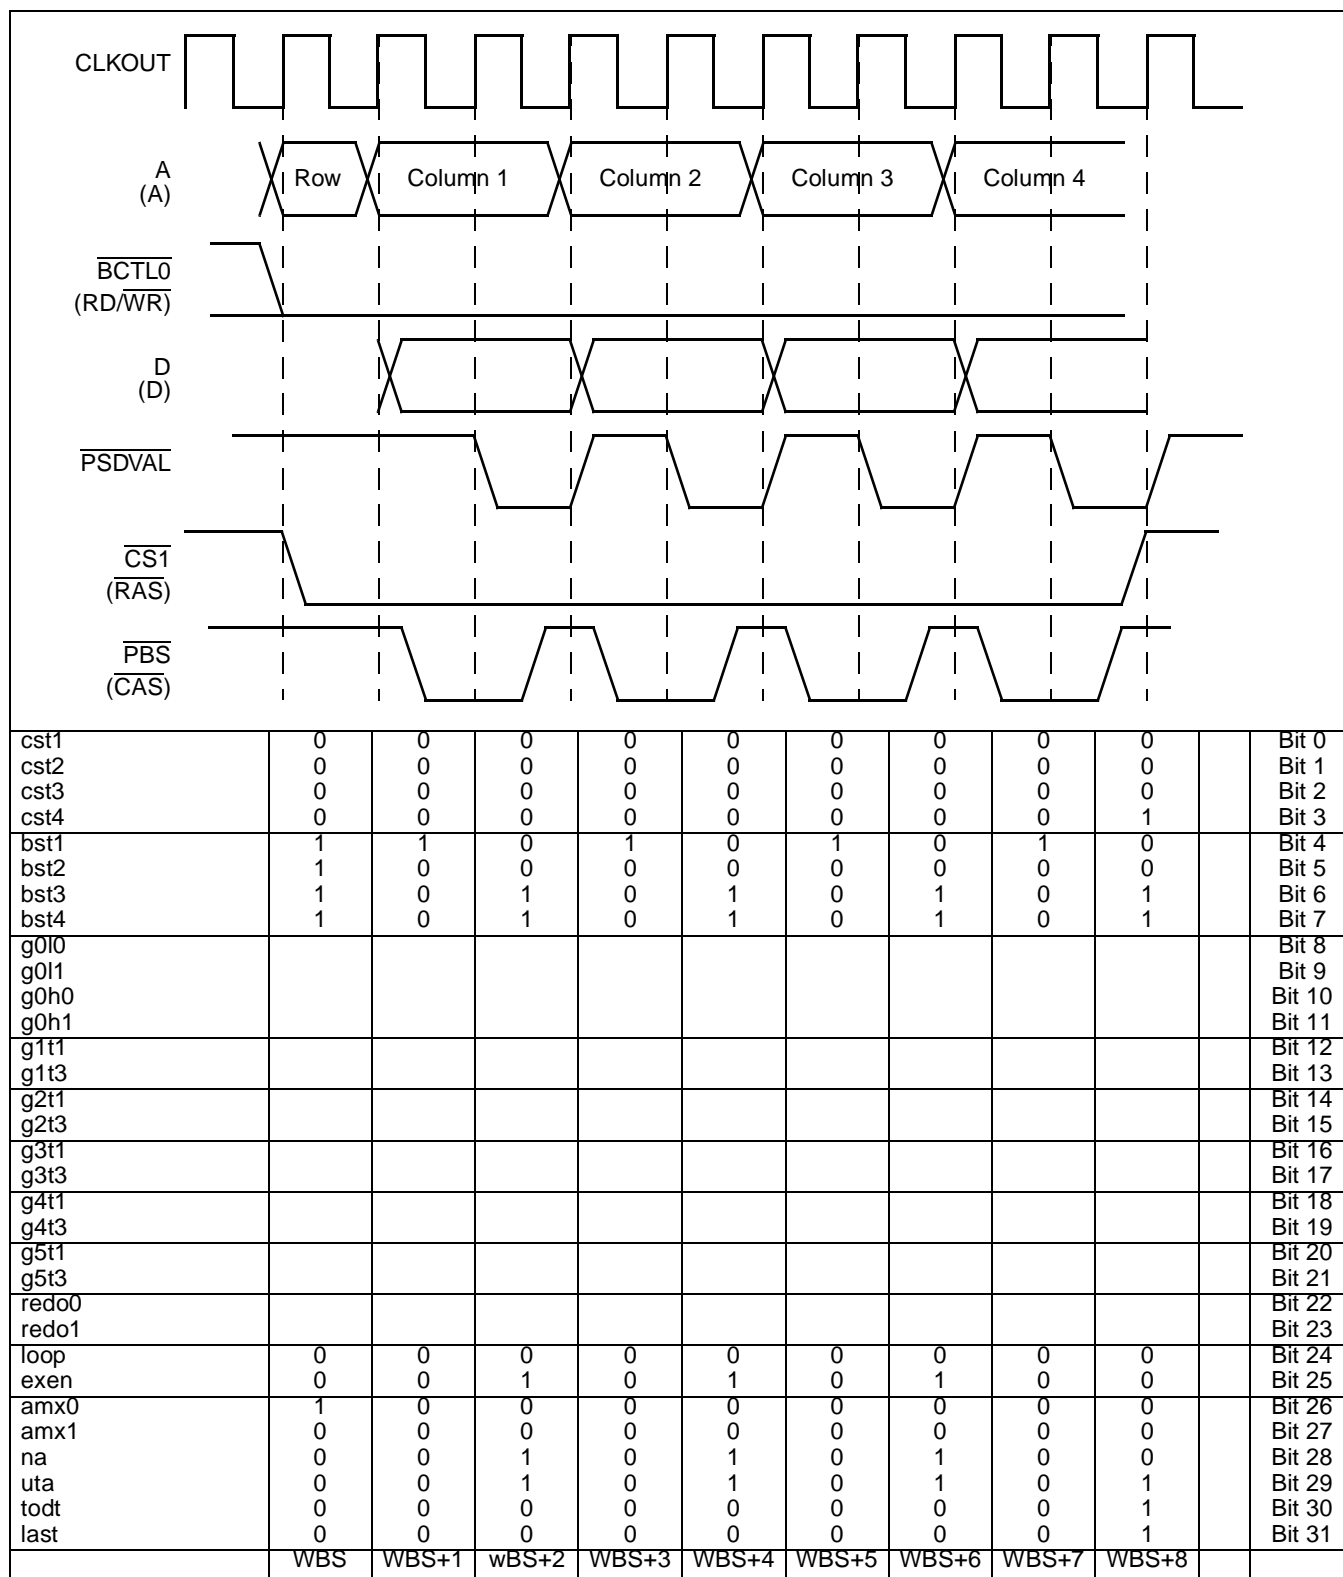 CLKOUT
A
(A)
Row Column 1 Column 2 Column 3 Column 4
BCTL0
(RD/WR)
D
(D)
PSDVAL
CS1
(RAS)
PBS
(CAS)
cst1 0 0 0 0 0 0 0 0 0 Bit 0
cst2 0 0 0 0 0 0 0 0 0 Bit 1
cst3 0 0 0 0 0 0 0 0 0 Bit 2
cst4 0 0 0 0 0 0 0 0 1 Bit 3
bst1 1 1 0 1 0 1 0 1 0 Bit 4
bst2 1 0 0 0 0 0 0 0 0 Bit 5
bst3 1 0 1 0 1 0 1 0 1 Bit 6
bst4 1 0 1 0 1 0 1 0 1 Bit 7
g0l0 Bit 8
g0l1 Bit 9
g0h0 Bit 10
g0h1 Bit 11
g1t1 Bit 12
g1t3 Bit 13
g2t1 Bit 14
g2t3 Bit 15
g3t1 Bit 16
g3t3 Bit 17
g4t1 Bit 18
g4t3 Bit 19
g5t1 Bit 20
g5t3 Bit 21
redo0 Bit 22
redo1 Bit 23
loop 0 0 0 0 0 0 0 0 0 Bit 24
exen 0 0 1 0 1 0 1 0 0 Bit 25
amx0 1 0 0 0 0 0 0 0 0 Bit 26
amx1 0 0 0 0 0 0 0 0 0 Bit 27
na 0 0 1 0 1 0 1 0 0 Bit 28
uta 0 0 1 0 1 0 1 0 1 Bit 29
todt 0 0 0 0 0 0 0 0 1 Bit 30
last 0 0 0 0 0 0 0 0 1 Bit 31
WBS WBS+1 wBS+2 WBS+3 WBS+4 WBS+5 WBS+6 WBS+7 WBS+8